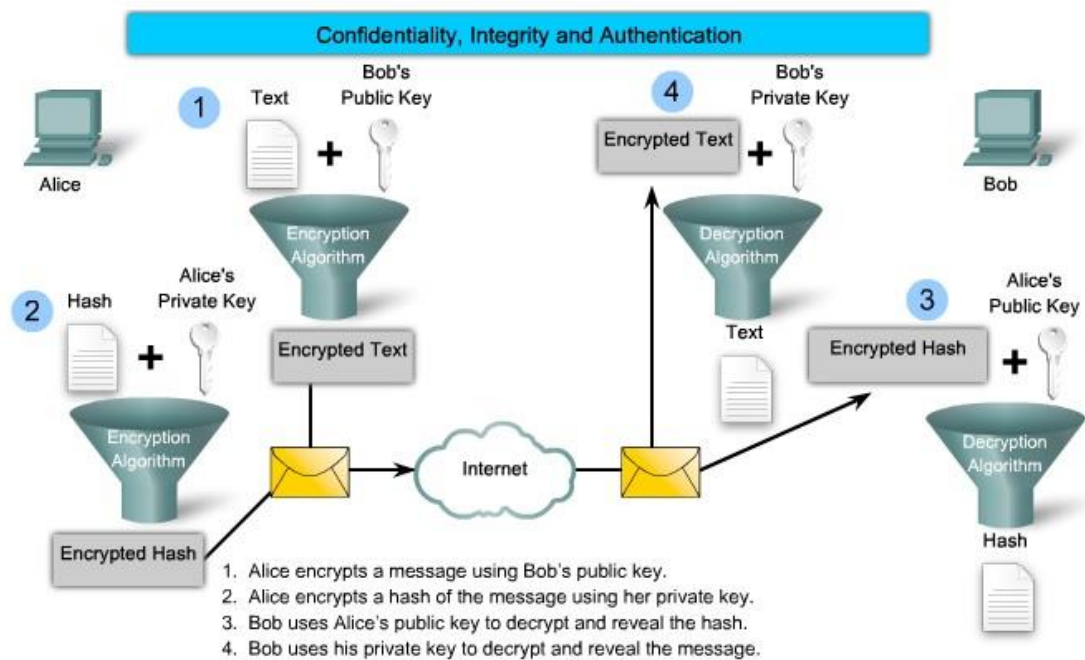 Confidentiality, Integrity and Authentication
1
Text
Bob's
Public Key
Alice
Encryption
Algorithm
Encrypted Text
2
Hash
Alice's
Private Key
Encryption
Algorithm
Encrypted Hash
Internet
4
Encrypted Text
Bob's
Private Key
Bob
Decryption
Algorithm
Text
3
Encrypted Hash
Alice's
Public Key
Decryption
Algorithm
Hash
1. Alice encrypts a message using Bob's public key.
2. Alice encrypts a hash of the message using her private key.
3. Bob uses Alice's public key to decrypt and reveal the hash.
4. Bob uses his private key to decrypt and reveal the message.